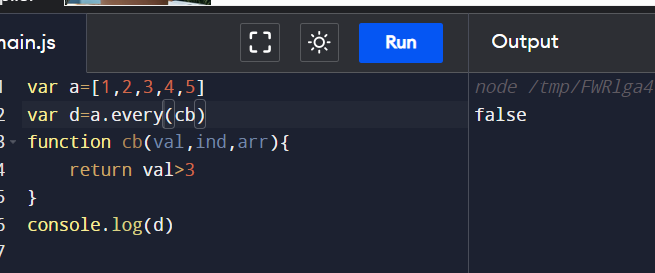 main.js
Run
Output
1 var a=[1,2,3,4,5]
2 var d=a.every(cb)
3 function cb(val,ind,arr){
4 return val>3
5 }
6 console.log(d)
7
node /tmp/FWRlga4
false